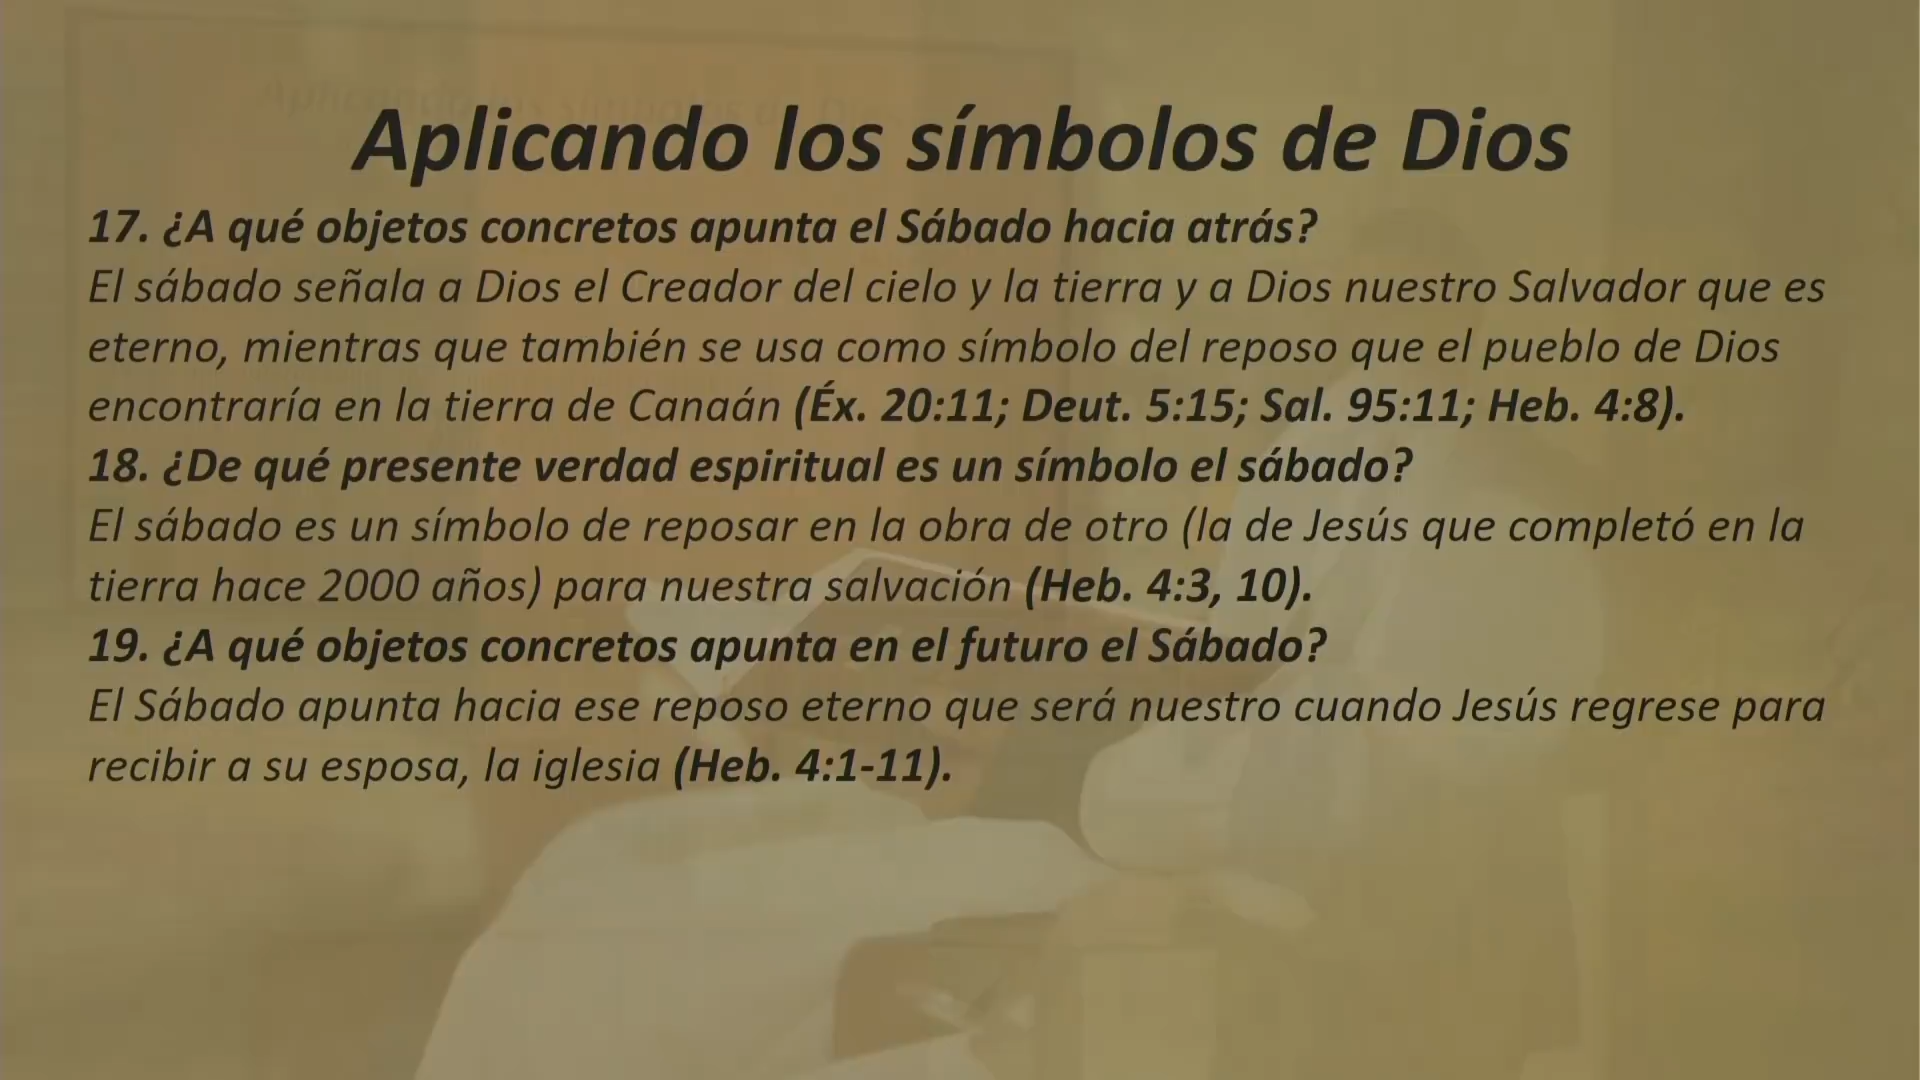 Aplicando los símbolos de Dios
17. ¿A qué objetos concretos apunta el Sábado hacia atrás?
El sábado señala a Dios el Creador del cielo y la tierra y a Dios nuestro Salvador que es
eterno, mientras que también se usa como símbolo del reposo que el pueblo de Dios
encontraría en la tierra de Canaán (Éx. 20:11; Deut. 5:15; Sal. 95:11; Heb. 4:8).
18. ¿De qué presente verdad espiritual es un símbolo el sábado?
El sábado es un símbolo de reposar en la obra de otro (la de Jesús que completó en la
tierra hace 2000 años) para nuestra salvación (Heb. 4:3, 10).
19. ¿A qué objetos concretos apunta en el futuro el Sábado?
El Sábado apunta hacia ese reposo eterno que será nuestro cuando Jesús regrese para
recibir a su esposa, la iglesia (Heb. 4:1-11).